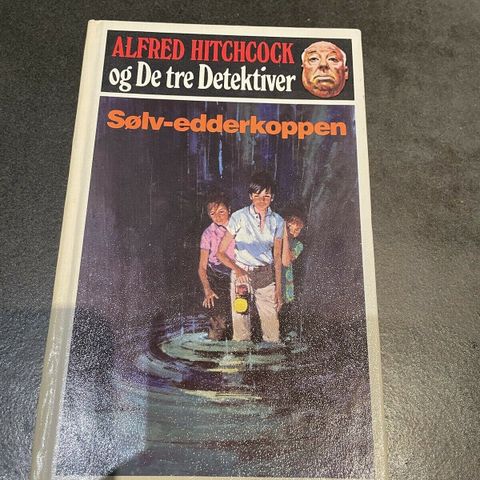 ALFRED HITCHCOCK
og De tre Detektiver
Sølv-edderkoppen